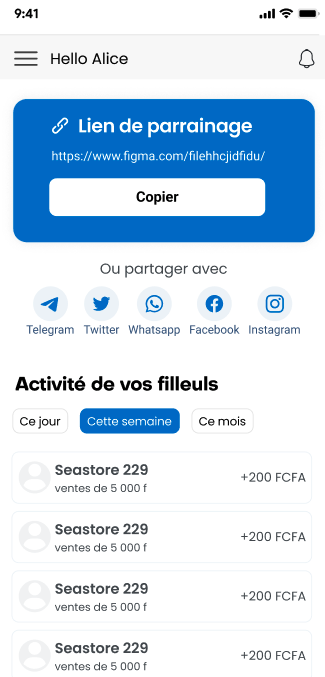 9:41
Hello Alice
Lien de parrainage
https://www.figma.com/filehhcjidfidu/
Copier
Ou partager avec
Telegram Twitter Whatsapp Facebook Instagram
Activité de vos filleuls
Ce jour Cette semaine Ce mois
Seastore 229
+200 FCFA
ventes de 5 000 f
Seastore 229
+200 FCFA
ventes de 5 000 f
Seastore 229
+200 FCFA
ventes de 5 000 f
Seastore 229
+200 FCFA
ventes de 5 000 f